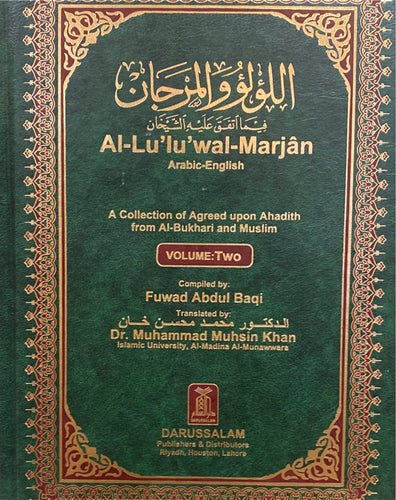 اللؤلؤ والمرجان
فيما اتفق عليه الشيخان
Al-Lu'lu'wal-Marjân
Arabic-English
A Collection of Agreed upon Ahadith
from Al-Bukhari and Muslim
VOLUME:Two
Compiled by:
Fuwad Abdul Baqi
Translated by:
الدكتور محمد محسن خان
Dr. Muhammad Muhsin Khan
Islamic University, Al-Madina Al-Munawwara
DARUSSALAM
Publishers & Distributors
Riyadh, Houston, Lahore